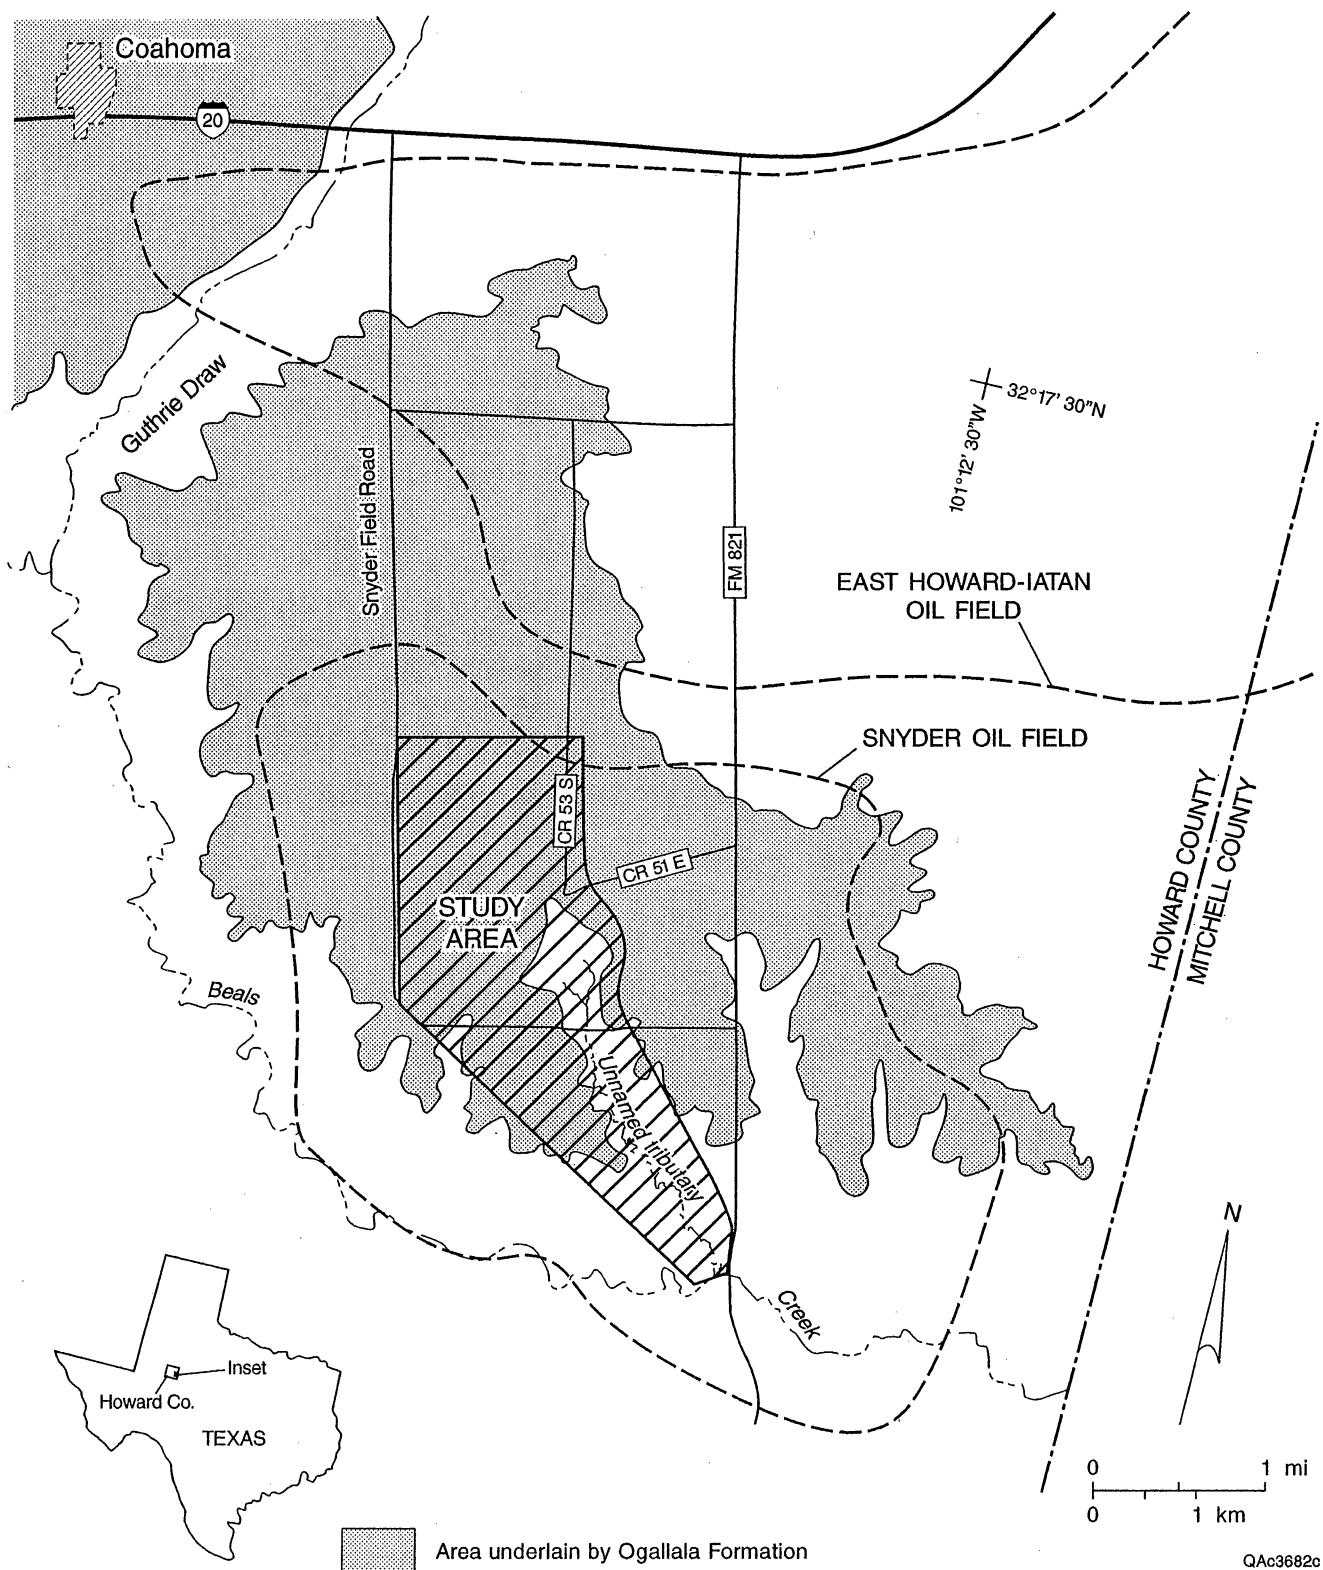 Coahoma
20
Guthrie Draw
Snyder Field Road
32°17' 30"N
101°12' 30"W
FM 821
EAST HOWARD-IATAN
OIL FIELD
SNYDER OIL FIELD
CR 53 S
CR 51 E
STUDY
AREA
HOWARD COUNTY
MITCHELL COUNTY
Beals
Unnamed tributary
Creek
N
Inset
Howard Co.
TEXAS
0 1 mi
0 1 km
Area underlain by Ogallala Formation
QAc3682c